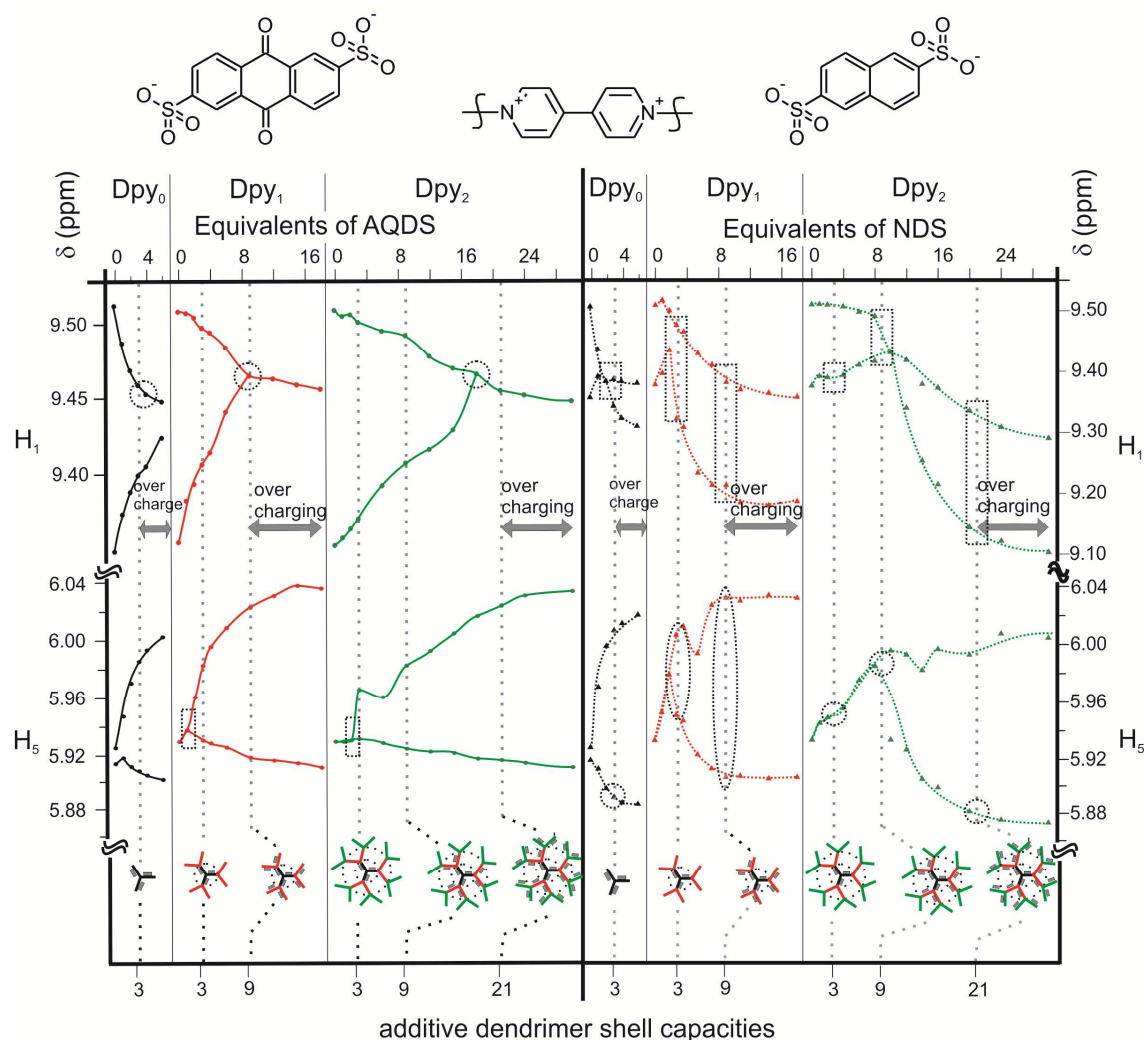 O O⁻ O⁻ S O
O O S O O
⁻O S O O O
N⁺ N⁺
O S O⁻
O⁻ S O O
δ (ppm) Dpy₀ Dpy₁ Dpy₂ Dpy₀ Dpy₁ Dpy₂ δ (ppm)
Equivalents of AQDS Equivalents of NDS
0 4 0 8 16 0 8 16 24 0 4 0 8 16 0 8 16 24
9.50 9.50
9.45 9.40
9.40 9.30
H₁ H₁
9.20
9.10
over charge
over charging
over charging
over charge
over charging
over charging
6.04 6.04
6.00 6.00
5.96 5.96
5.92 5.92
H₅ H₅
5.88 5.88
3 3 9 3 9 21 3 3 9 3 9 21
additive dendrimer shell capacities